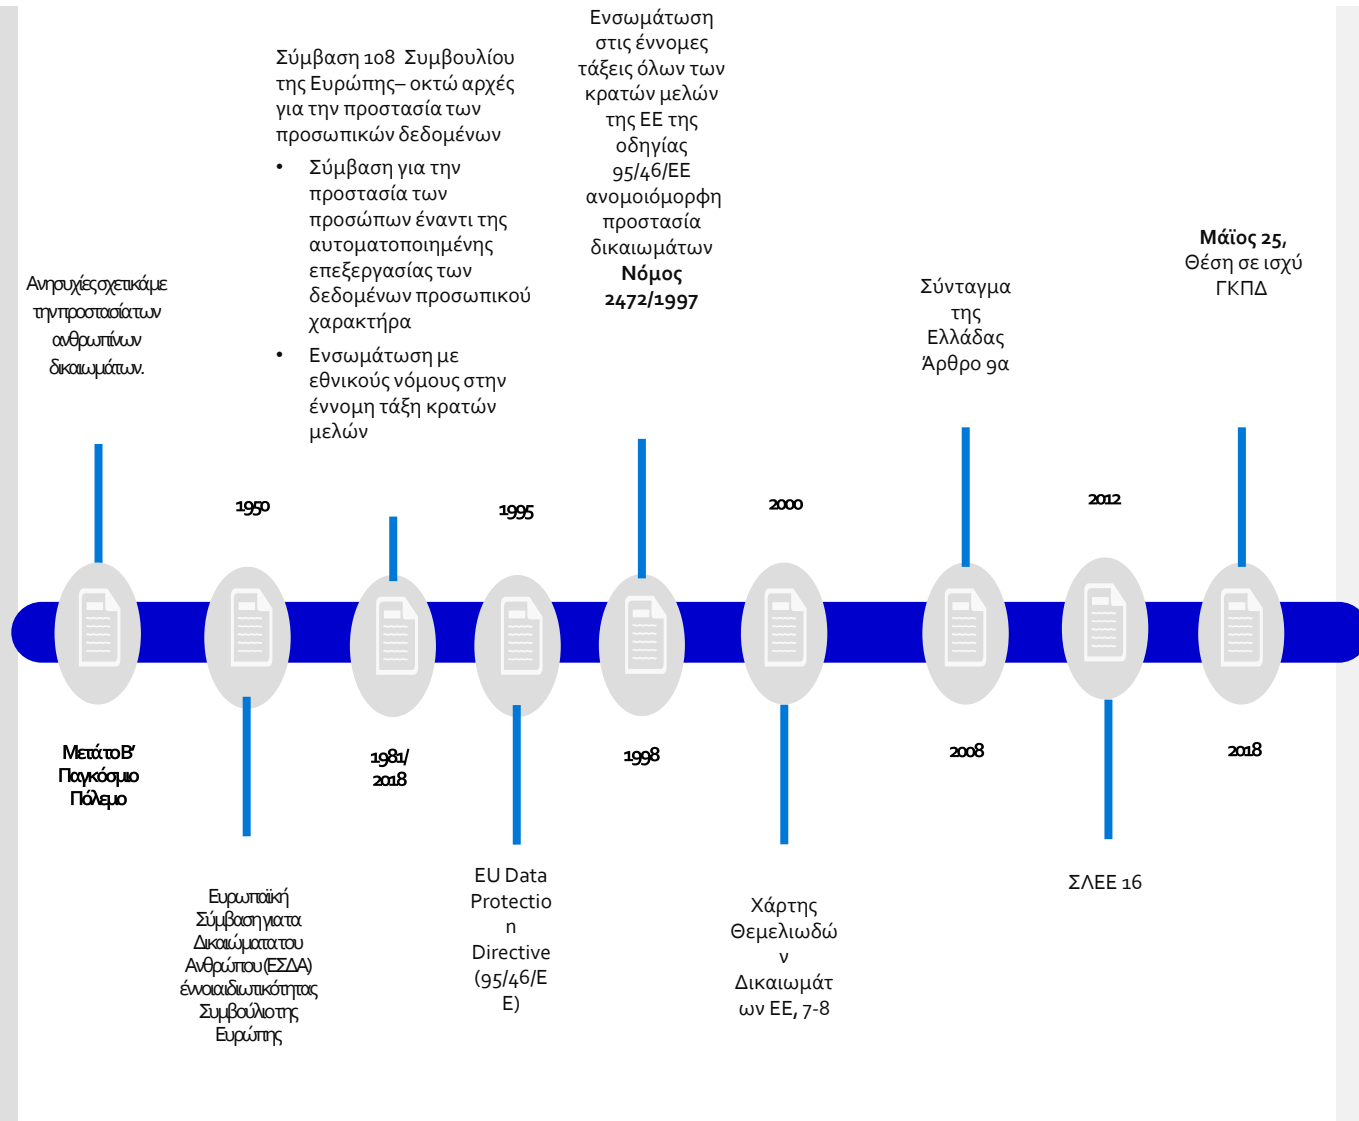 Ανησυχίες σχετικά με
την προστασία των
ανθρωπίνων
δικαιωμάτων.
Μετά το Β’
Παγκόσμιο
Πόλεμο
1950
Ευρωπαϊκή
Σύμβαση για τα
Δικαιώματα του
Ανθρώπου (ΕΣΔΑ)
έννοια ιδιωτικότητας
Συμβούλιο της
Ευρώπης
Σύμβαση 108 Συμβουλίου
της Ευρώπης– οκτώ αρχές
για την προστασία των
προσωπικών δεδομένων
• Σύμβαση για την
προστασία των
προσώπων έναντι της
αυτοματοποιημένης
επεξεργασίας των
δεδομένων προσωπικού
χαρακτήρα
• Ενσωμάτωση με
εθνικούς νόμους στην
έννομη τάξη κρατών
μελών
1981/
2018
1995
EU Data
Protectio
n
Directive
(95/46/Ε
Ε)
Ενσωμάτωση
στις έννομες
τάξεις όλων των
κρατών μελών
της ΕΕ της
οδηγίας
95/46/ΕΕ
ανομοιόμορφη
προστασία
δικαιωμάτων
Νόμος
2472/1997
1998
2000
Χάρτης
Θεμελιωδώ
ν
Δικαιωμάτ
ων ΕΕ, 7-8
Σύνταγμα
της
Ελλάδας
Άρθρο 9α
2008
2012
ΣΛΕΕ 16
Μάϊος 25,
Θέση σε ισχύ
ΓΚΠΔ
2018